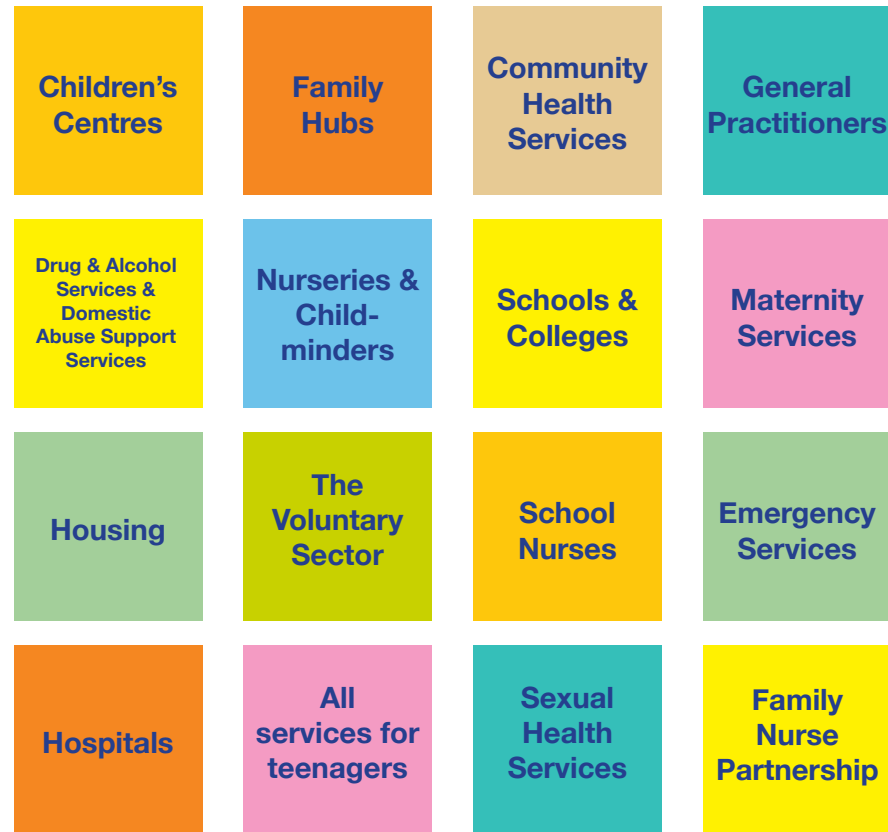 Children’s
Centres
Family
Hubs
Community
Health
Services
General
Practitioners
Drug & Alcohol
Services &
Domestic
Abuse Support
Services
Nurseries &
Child-
minders
Schools &
Colleges
Maternity
Services
Housing
The
Voluntary
Sector
School
Nurses
Emergency
Services
Hospitals
All
services for
teenagers
Sexual
Health
Services
Family
Nurse
Partnership